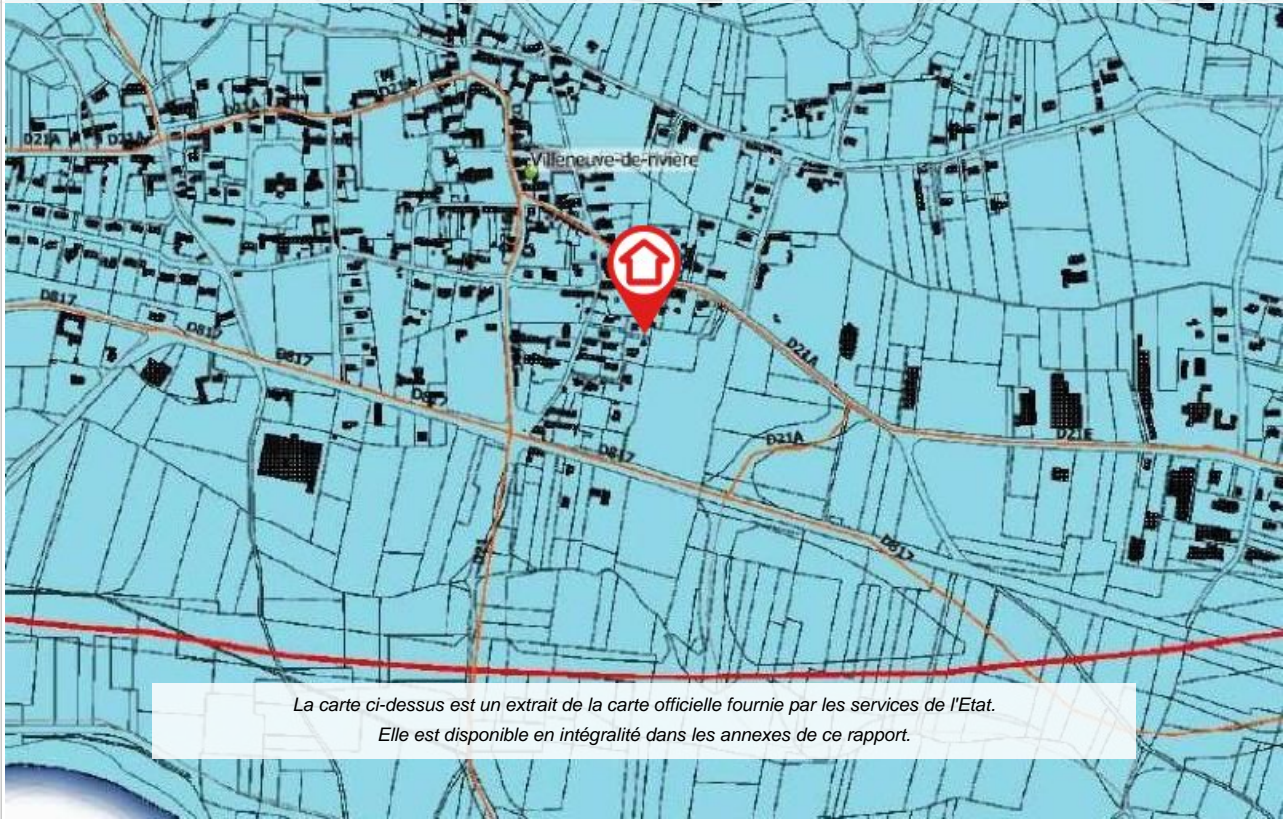 D21A
D21A
D21A
D21A
Villeneuve-de-rivière
D817
D817
D817
D21A
D21A
D21E
D817
D817
La carte ci-dessus est un extrait de la carte officielle fournie par les services de l'Etat.
Elle est disponible en intégralité dans les annexes de ce rapport.